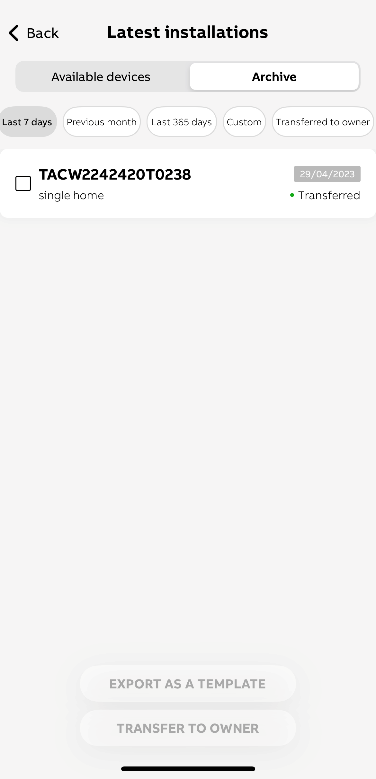 Back
Latest installations
Available devices
Archive
Last 7 days
Previous month
Last 365 days
Custom
Transferred to owner
TACW2242420T0238
29/04/2023
single home
Transferred
EXPORT AS A TEMPLATE
TRANSFER TO OWNER